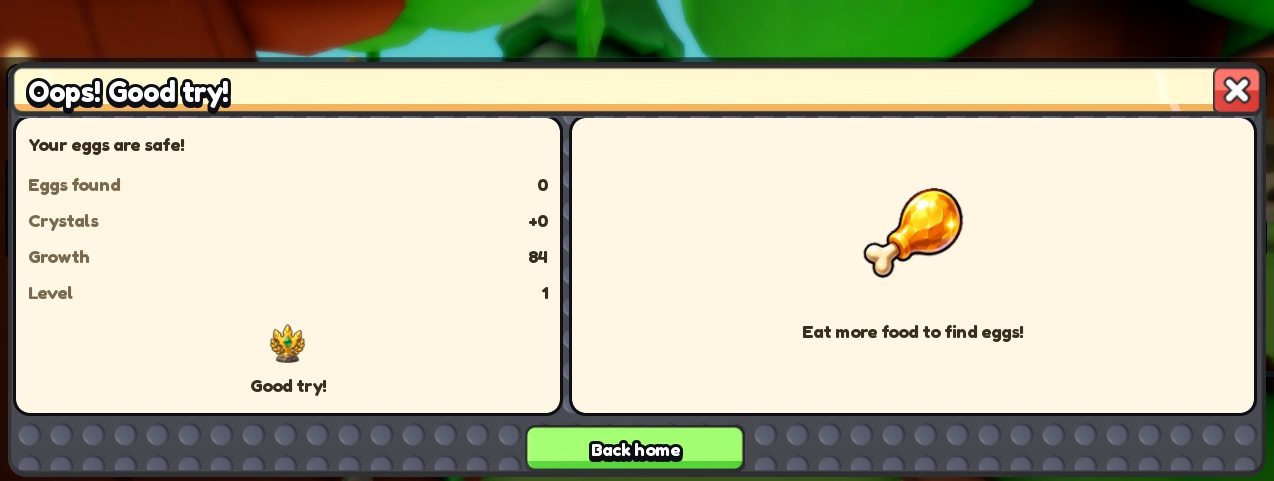 Oops! Good try!
Your eggs are safe!
Eggs found 0
Crystals +0
Growth 84
Level 1
Good try!
Eat more food to find eggs!
Back home